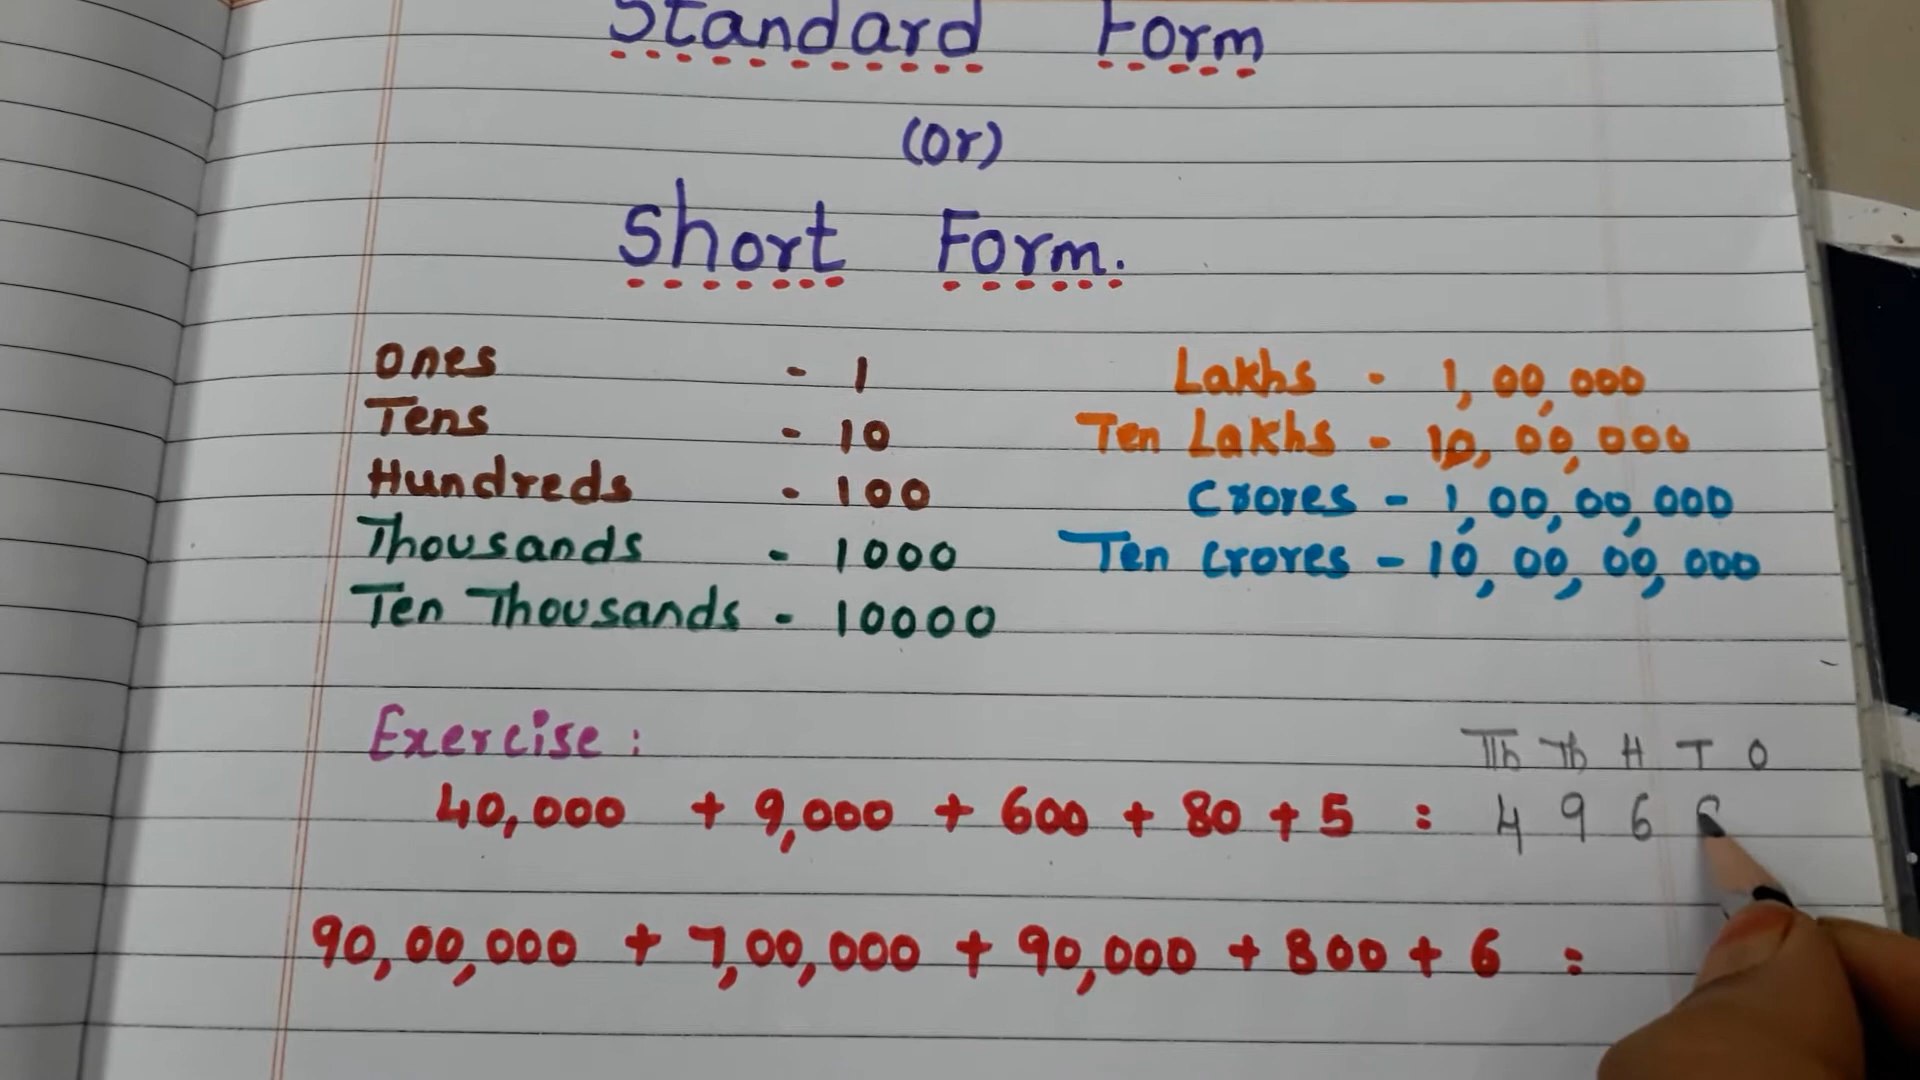 Standard Form
(Or)
Short Form.
Ones - 1
Tens - 10
Hundreds - 100
Thousands - 1000
Ten Thousands - 10000
Lakhs - 1,00,000
Ten Lakhs - 10,00,000
Crores - 1,00,00,000
Ten Crores - 10,00,00,000
Exercise:
TTh Th H T O
40,000 + 9,000 + 600 + 80 + 5 : 4 9 6
90,00,000 + 7,00,000 + 90,000 + 800 + 6 :